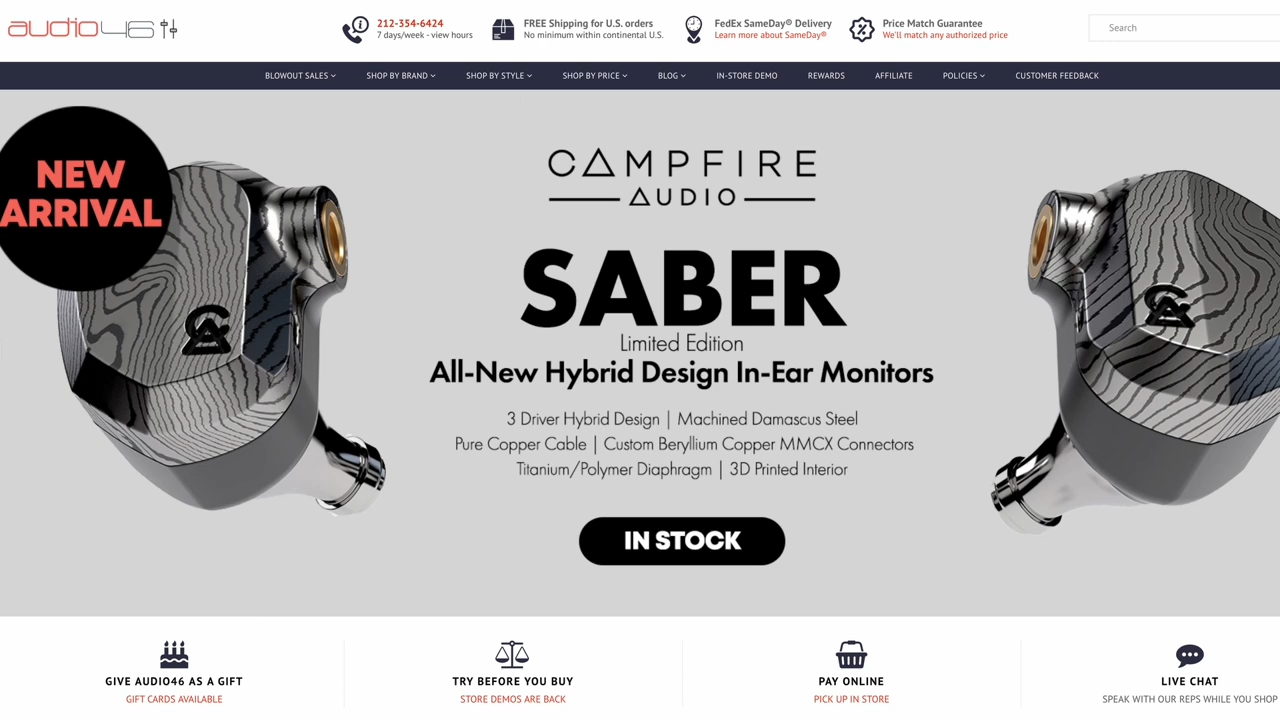 audio46
212-354-6424
7 days/week - view hours
FREE Shipping for U.S. orders
No minimum within continental U.S.
FedEx SameDay® Delivery
Learn more about SameDay®
Price Match Guarantee
We'll match any authorized price
Search
BLOWOUT SALES SHOP BY BRAND SHOP BY STYLE SHOP BY PRICE BLOG IN-STORE DEMO REWARDS AFFILIATE POLICIES CUSTOMER FEEDBACK
NEW
ARRIVAL
CAMPFIRE
AUDIO
SABER
Limited Edition
All-New Hybrid Design In-Ear Monitors
3 Driver Hybrid Design | Machined Damascus Steel
Pure Copper Cable | Custom Beryllium Copper MMCX Connectors
Titanium/Polymer Diaphragm | 3D Printed Interior
IN STOCK
GIVE AUDIO46 AS A GIFT
GIFT CARDS AVAILABLE
TRY BEFORE YOU BUY
STORE DEMOS ARE BACK
PAY ONLINE
PICK UP IN STORE
LIVE CHAT
SPEAK WITH OUR REPS WHILE YOU SHOP